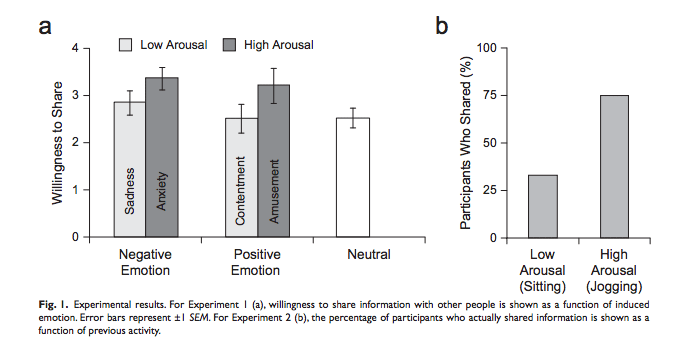 a
Low Arousal High Arousal
Willingness to Share
4
3
2
1
0
Sadness
Anxiety
Contentment
Amusement
Negative
Emotion
Positive
Emotion
Neutral
b
Participants Who Shared (%)
100
75
50
25
0
Low
Arousal
(Sitting)
High
Arousal
(Jogging)
Fig. 1. Experimental results. For Experiment 1 (a), willingness to share information with other people is shown as a function of induced
emotion. Error bars represent ±1 SEM. For Experiment 2 (b), the percentage of participants who actually shared information is shown as a
function of previous activity.